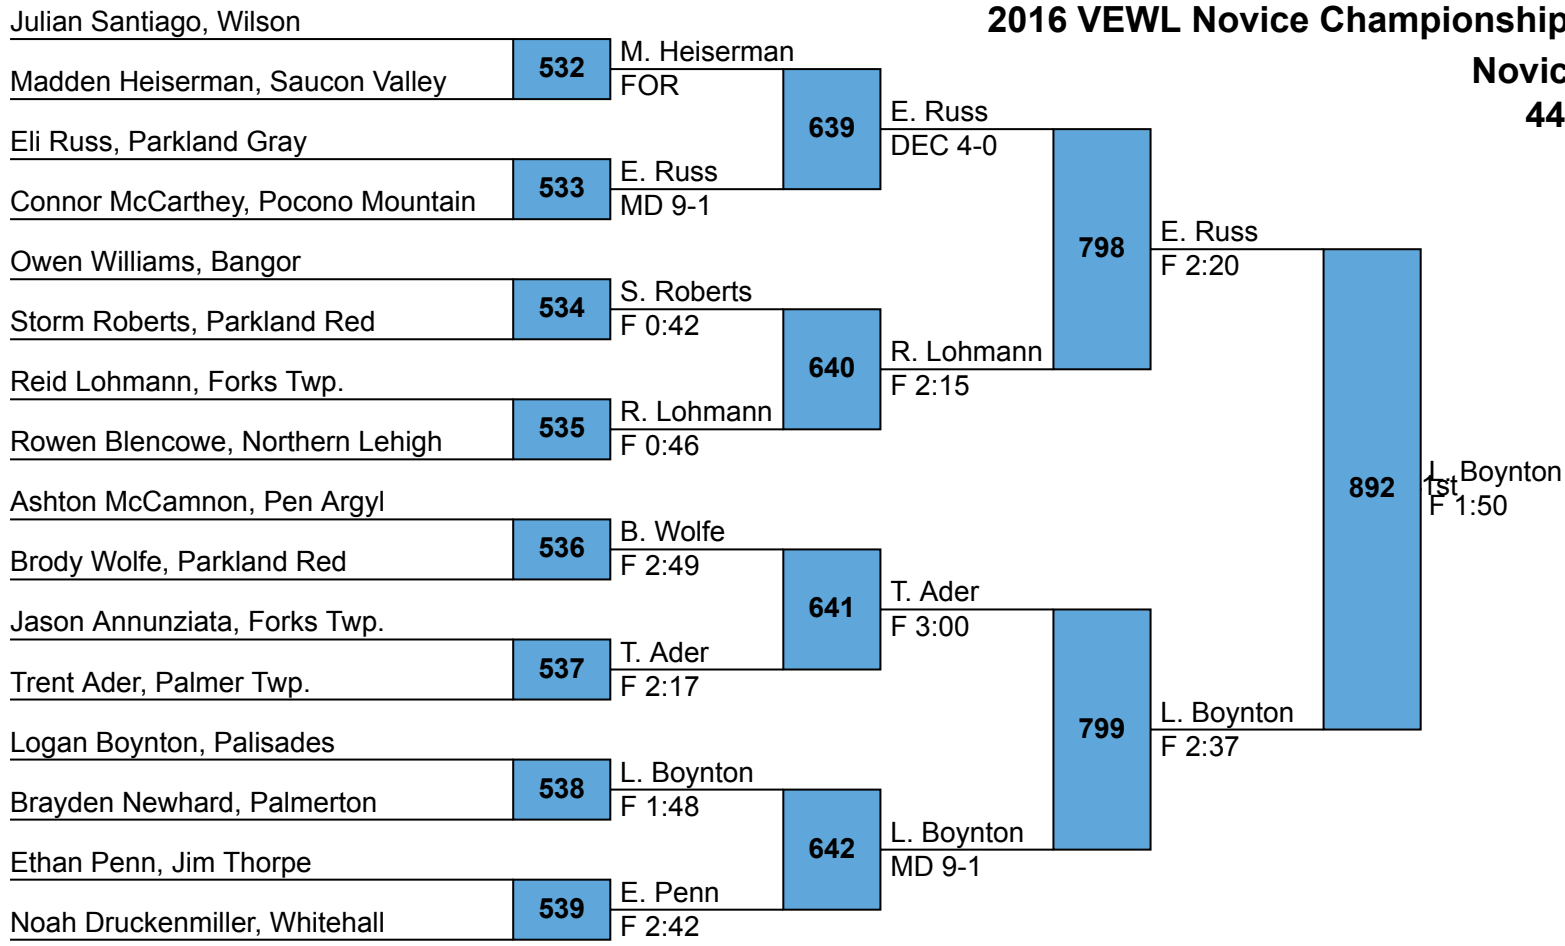 2016 VEWL Novice Championship
Novic
44
Julian Santiago, Wilson
Madden Heiserman, Saucon Valley
Eli Russ, Parkland Gray
Connor McCarthey, Pocono Mountain
Owen Williams, Bangor
Storm Roberts, Parkland Red
Reid Lohmann, Forks Twp.
Rowen Blencowe, Northern Lehigh
Ashton McCamnon, Pen Argyl
Brody Wolfe, Parkland Red
Jason Annunziata, Forks Twp.
Trent Ader, Palmer Twp.
Logan Boynton, Palisades
Brayden Newhard, Palmerton
Ethan Penn, Jim Thorpe
Noah Druckenmiller, Whitehall
532
533
534
535
536
537
538
539
M. Heiserman
FOR
E. Russ
MD 9-1
S. Roberts
F 0:42
R. Lohmann
F 0:46
B. Wolfe
F 2:49
T. Ader
F 2:17
L. Boynton
F 1:48
E. Penn
F 2:42
639
640
641
642
E. Russ
DEC 4-0
R. Lohmann
F 2:15
T. Ader
F 3:00
L. Boynton
MD 9-1
798
799
E. Russ
F 2:20
L. Boynton
F 2:37
892
L. Boynton
1st
F 1:50